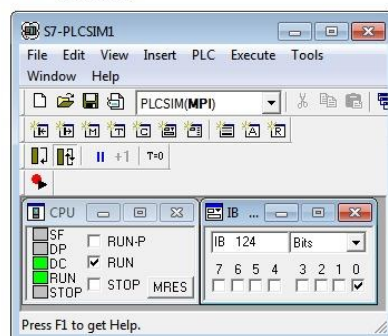 S7-PLCSIM1
File Edit View Insert PLC Execute Tools
Window Help
PLCSIM(MPI)
+1 T=0
CPU
IB ...
SF
DP
DC
RUN
STOP
RUN-P
RUN
STOP
MRES
IB 124
Bits
7 6 5 4 3 2 1 0
Press F1 to get Help.